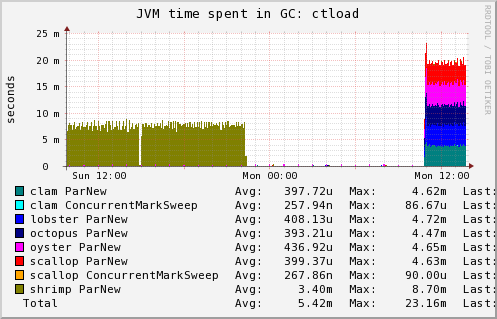 JVM time spent in GC: ctload
RRDTOOL / TOBI OETIKER
seconds
25 m
20 m
15 m
10 m
5 m
0
Sun 12:00 Mon 00:00 Mon 12:00
clam ParNew Avg: 397.72u Max: 4.62m Last:
clam ConcurrentMarkSweep Avg: 257.94n Max: 86.67u Last:
lobster ParNew Avg: 408.13u Max: 4.72m Last:
octopus ParNew Avg: 393.21u Max: 4.47m Last:
oyster ParNew Avg: 436.92u Max: 4.65m Last:
scallop ParNew Avg: 399.37u Max: 4.63m Last:
scallop ConcurrentMarkSweep Avg: 267.86n Max: 90.00u Last:
shrimp ParNew Avg: 3.40m Max: 8.70m Last:
Total Avg: 5.42m Max: 23.16m Last: